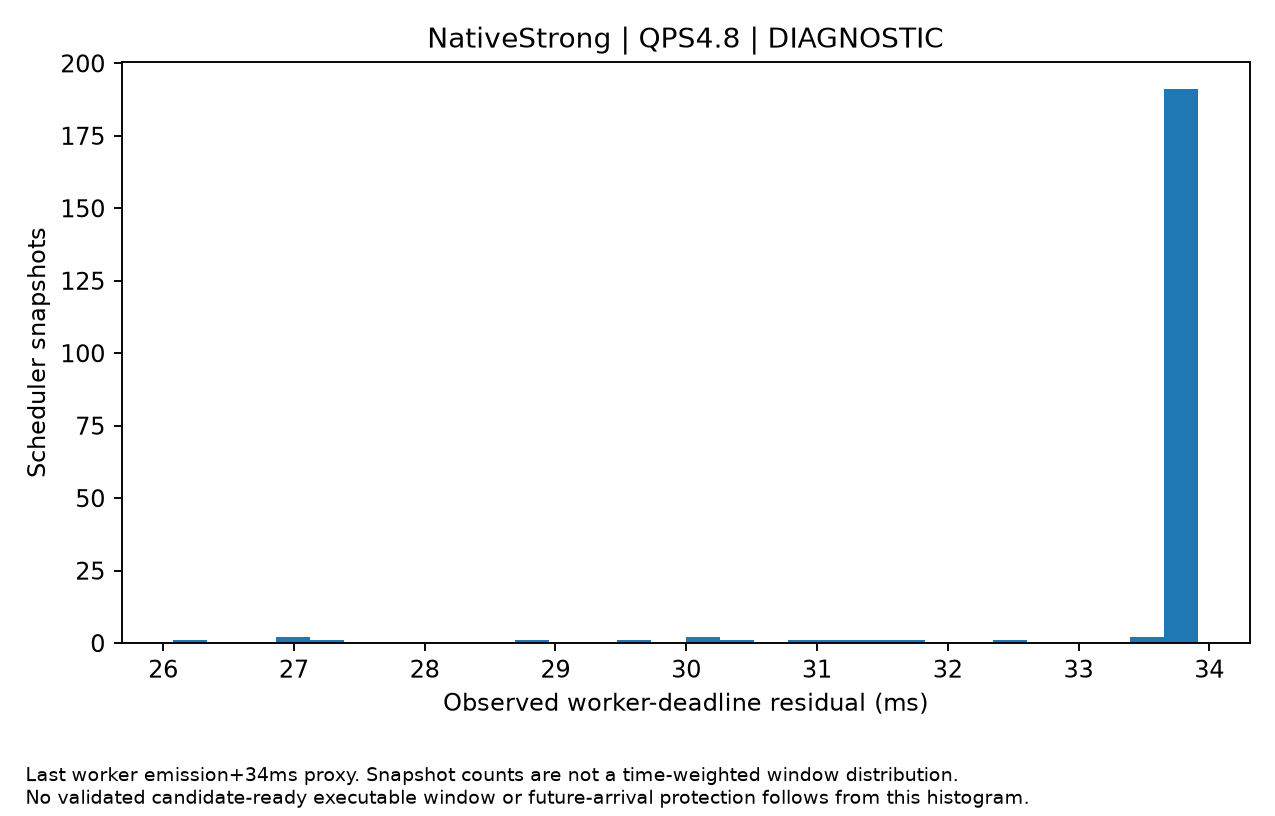 NativeStrong | QPS4.8 | DIAGNOSTIC
200
175
150
125
100
75
50
25
0
Scheduler snapshots
26 27 28 29 30 31 32 33 34
Observed worker-deadline residual (ms)
Last worker emission+34ms proxy. Snapshot counts are not a time-weighted window distribution.
No validated candidate-ready executable window or future-arrival protection follows from this histogram.